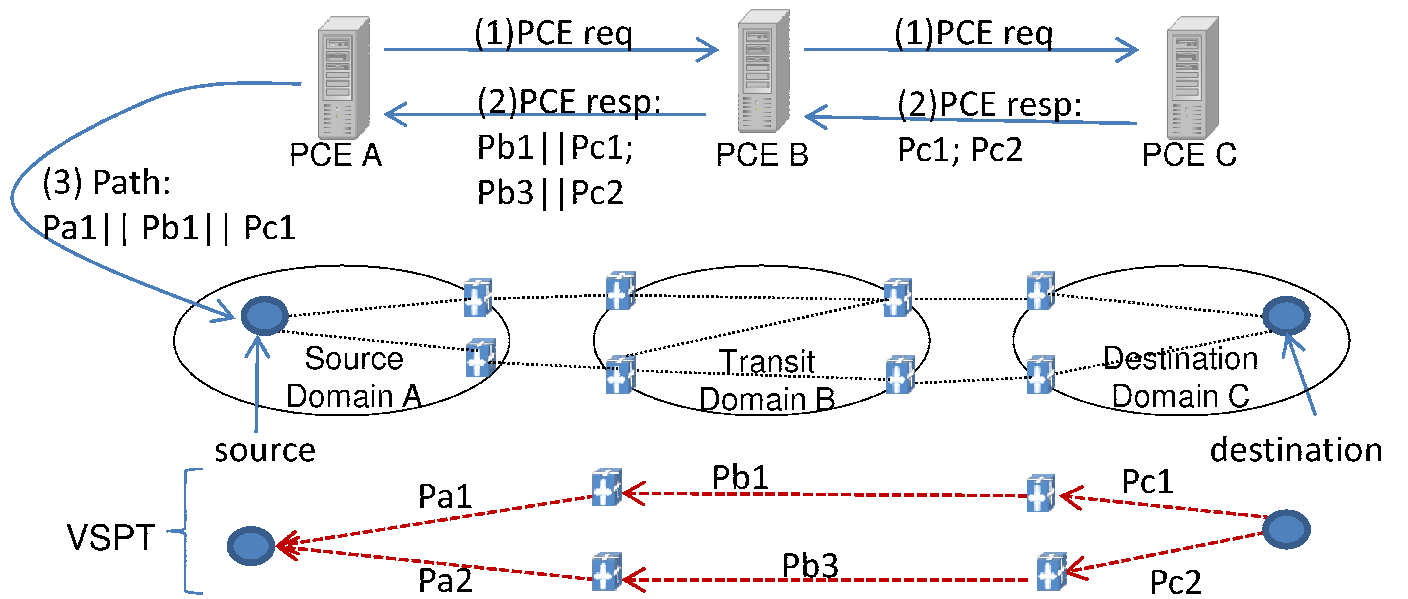 (1)PCE req
(1)PCE req
(2)PCE resp:
Pb1||Pc1;
Pb3||Pc2
(2)PCE resp:
Pc1; Pc2
PCE A
PCE B
PCE C
(3) Path:
Pa1|| Pb1|| Pc1
Source
Domain A
Transit
Domain B
Destination
Domain C
source
destination
VSPT
Pa1
Pb1
Pc1
Pa2
Pb3
Pc2